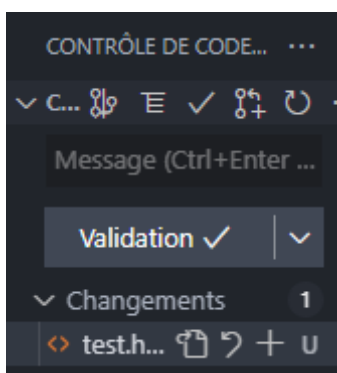 CONTRÔLE DE CODE... ...
C...
Message (Ctrl+Enter ...
Validation
Changements 1
test.h... U